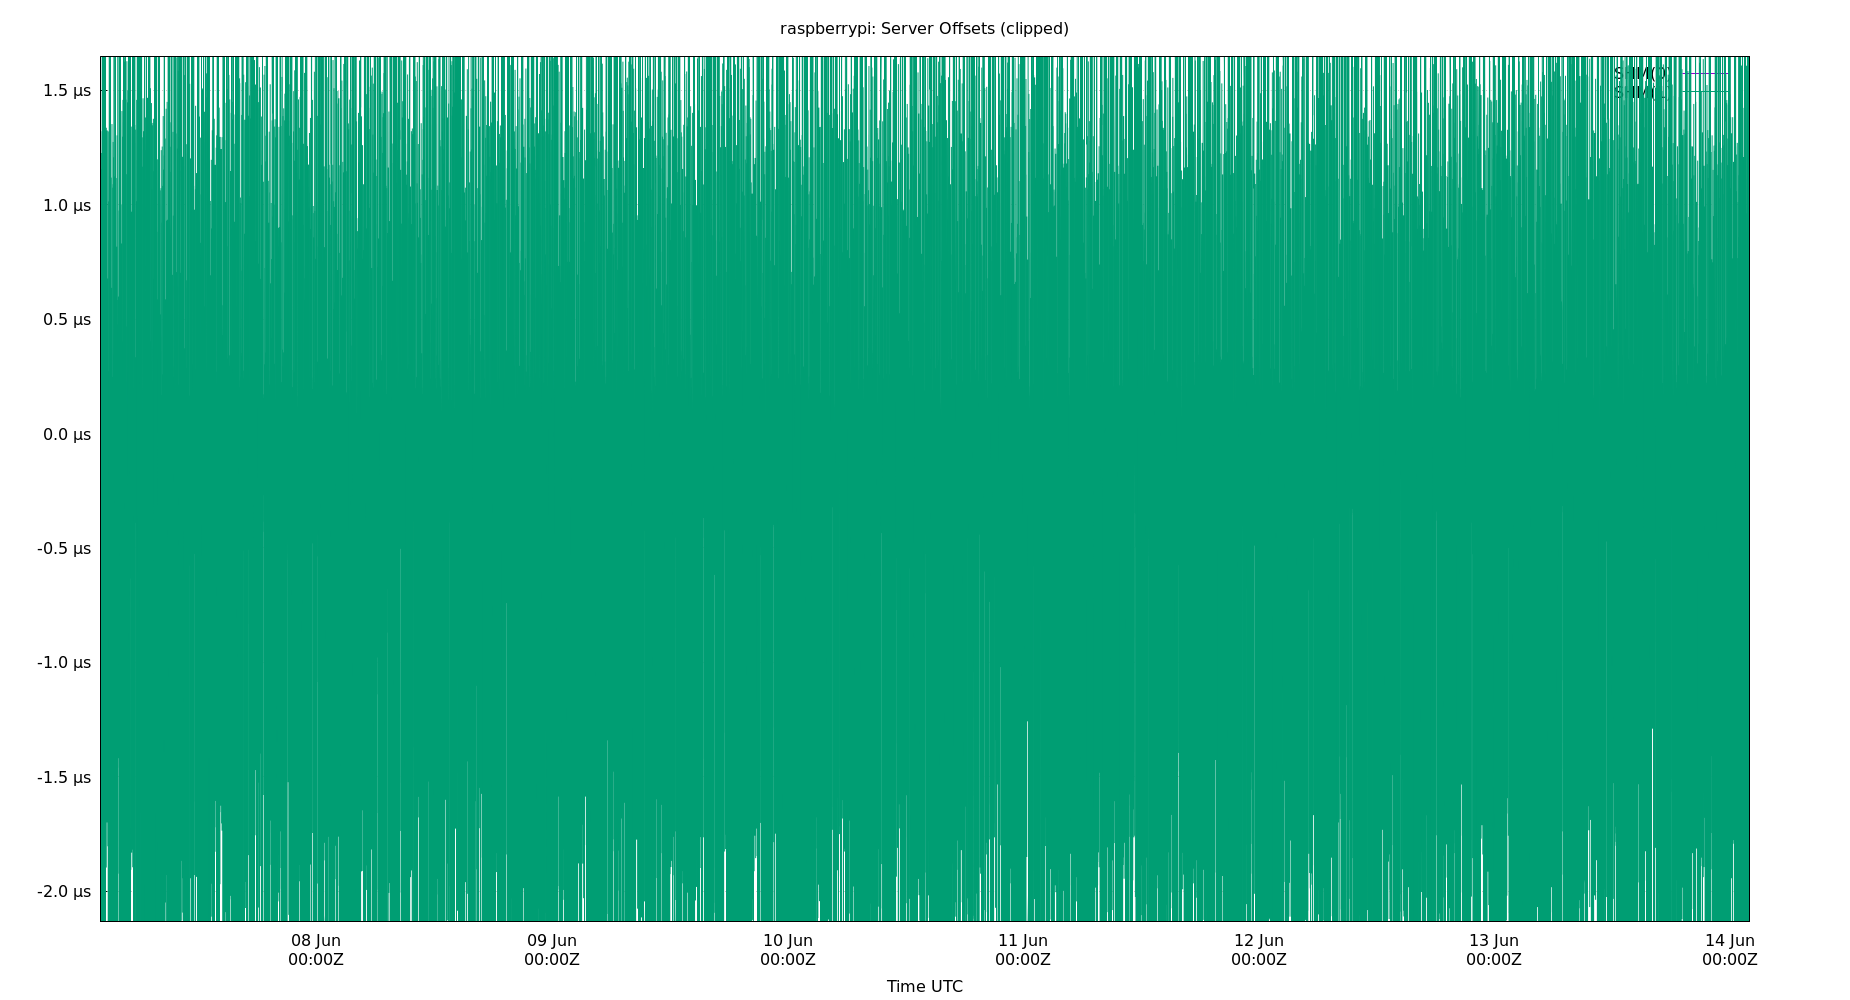 raspberrypi: Server Offsets (clipped)
SHM(0)
1.5 µs
1.0 µs
0.5 µs
0.0 µs
-0.5 µs
-1.0 µs
-1.5 µs
-2.0 µs
08 Jun 09 Jun 10 Jun 11 Jun 12 Jun 13 Jun 14 Jun
00:00Z 00:00Z 00:00Z 00:00Z 00:00Z 00:00Z 00:00Z
Time UTC